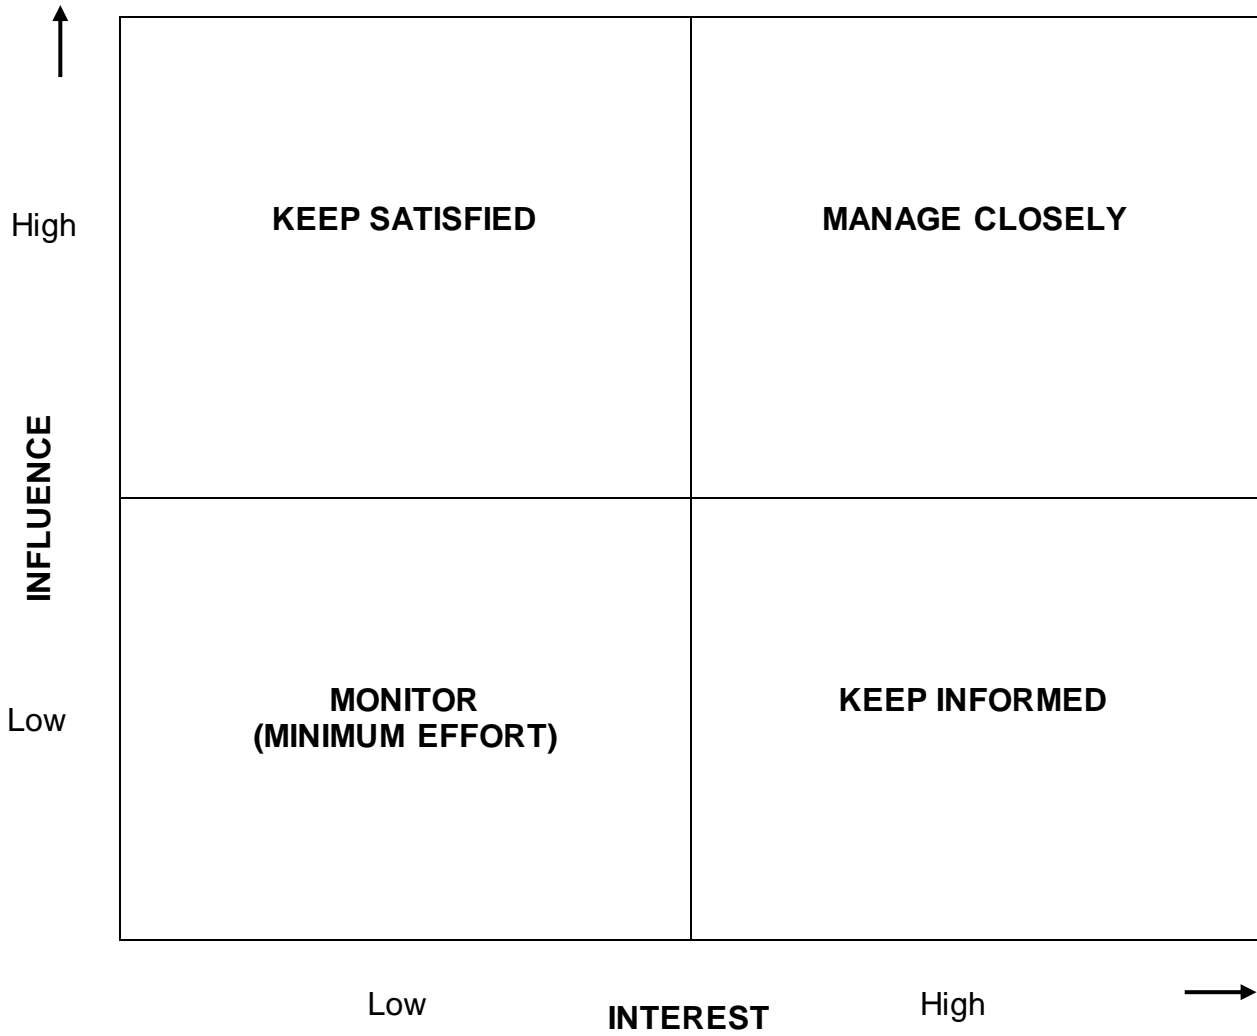 High
KEEP SATISFIED
MANAGE CLOSELY
INFLUENCE
Low
MONITOR
(MINIMUM EFFORT)
KEEP INFORMED
Low
INTEREST
High